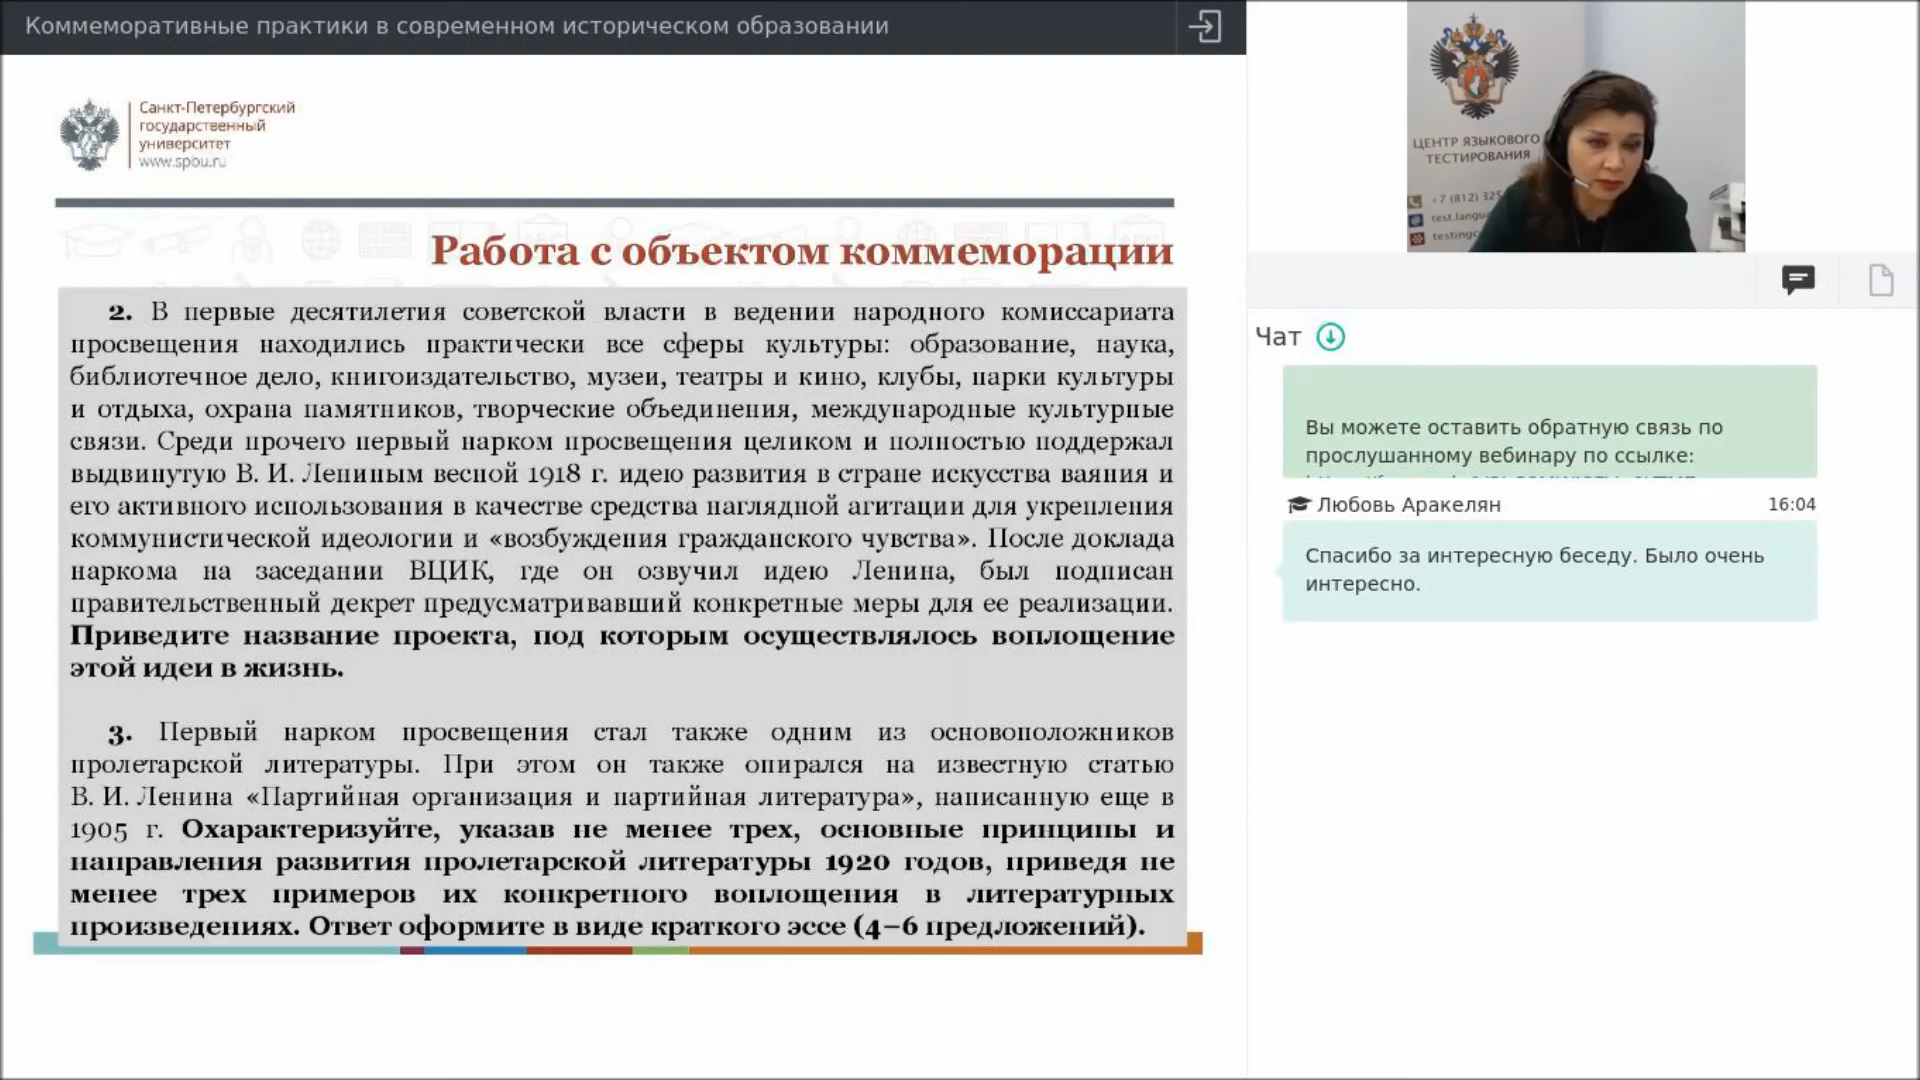 Коммеморативные практики в современном историческом образовании
Санкт-Петербургский
государственный
университет
www.spbu.ru
Работа с объектом коммеморации
2. В первые десятилетия советской власти в ведении народного комиссариата
просвещения находились практически все сферы культуры: образование, наука,
библиотечное дело, книгоиздательство, музеи, театры и кино, клубы, парки культуры
и отдыха, охрана памятников, творческие объединения, международные культурные
связи. Среди прочего первый нарком просвещения целиком и полностью поддержал
выдвинутую В. И. Лениным весной 1918 г. идею развития в стране искусства ваяния и
его активного использования в качестве средства наглядной агитации для укрепления
коммунистической идеологии и «возбуждения гражданского чувства». После доклада
наркома на заседании ВЦИК, где он озвучил идею Ленина, был подписан
правительственный декрет предусматривавший конкретные меры для ее реализации.
Приведите название проекта, под которым осуществлялось воплощение
этой идеи в жизнь.
3. Первый нарком просвещения стал также одним из основоположников
пролетарской литературы. При этом он также опирался на известную статью
В. И. Ленина «Партийная организация и партийная литература», написанную еще в
1905 г. Охарактеризуйте, указав не менее трех, основные принципы и
направления развития пролетарской литературы 1920 годов, приведя не
менее трех примеров их конкретного воплощения в литературных
произведениях. Ответ оформите в виде краткого эссе (4–6 предложений).
ЦЕНТР ЯЗЫКОВОГО
ТЕСТИРОВАНИЯ
+7 (812) 325
test.langu
testingc
Чат
Вы можете оставить обратную связь по
прослушанному вебинару по ссылке:
Любовь Аракелян 16:04
Спасибо за интересную беседу. Было очень
интересно.